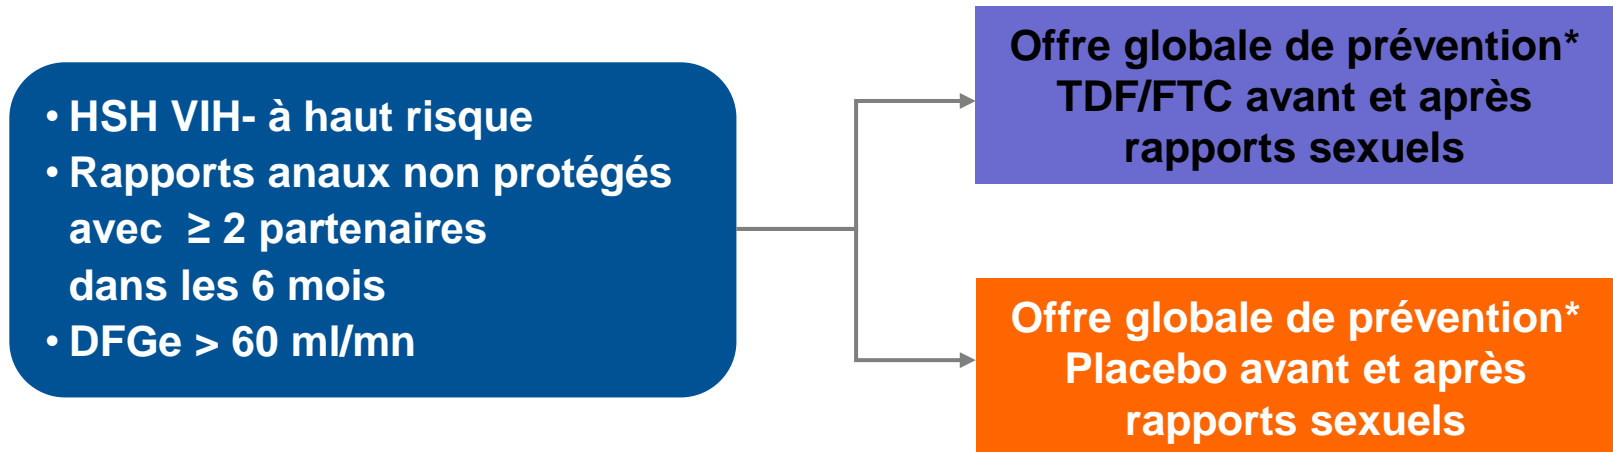 • HSH VIH- à haut risque
• Rapports anaux non protégés
avec ≥ 2 partenaires
dans les 6 mois
• DFGe > 60 ml/mn
Offre globale de prévention*
TDF/FTC avant et après
rapports sexuels
Offre globale de prévention*
Placebo avant et après
rapports sexuels